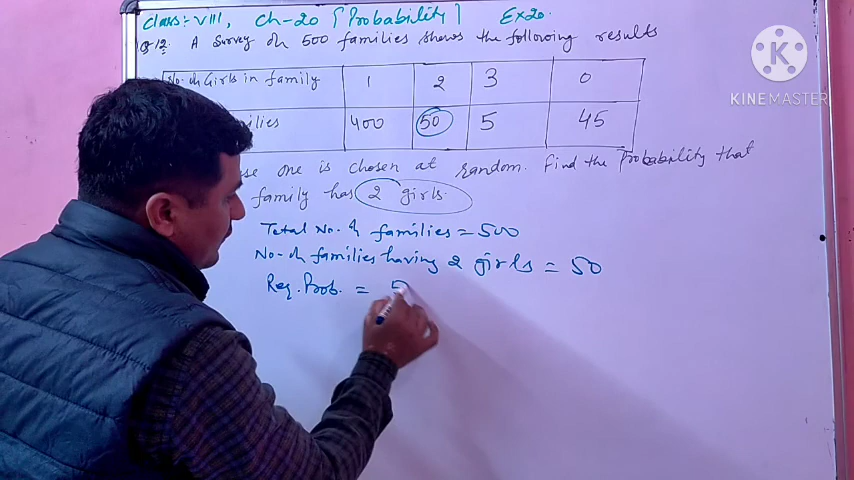 Class:- VIII, Ch-20 [Probability] Ex 20.
Q 12. A Survey of 500 families shows the following results
No. of Girls in family 1 2 3 0
400 50 5 45
one is chosen at random. Find the Probability that
family has 2 girls.
Total No. of families = 500
No. of families having 2 girls = 50
Req. Prob. = 5
K
KINEMASTER